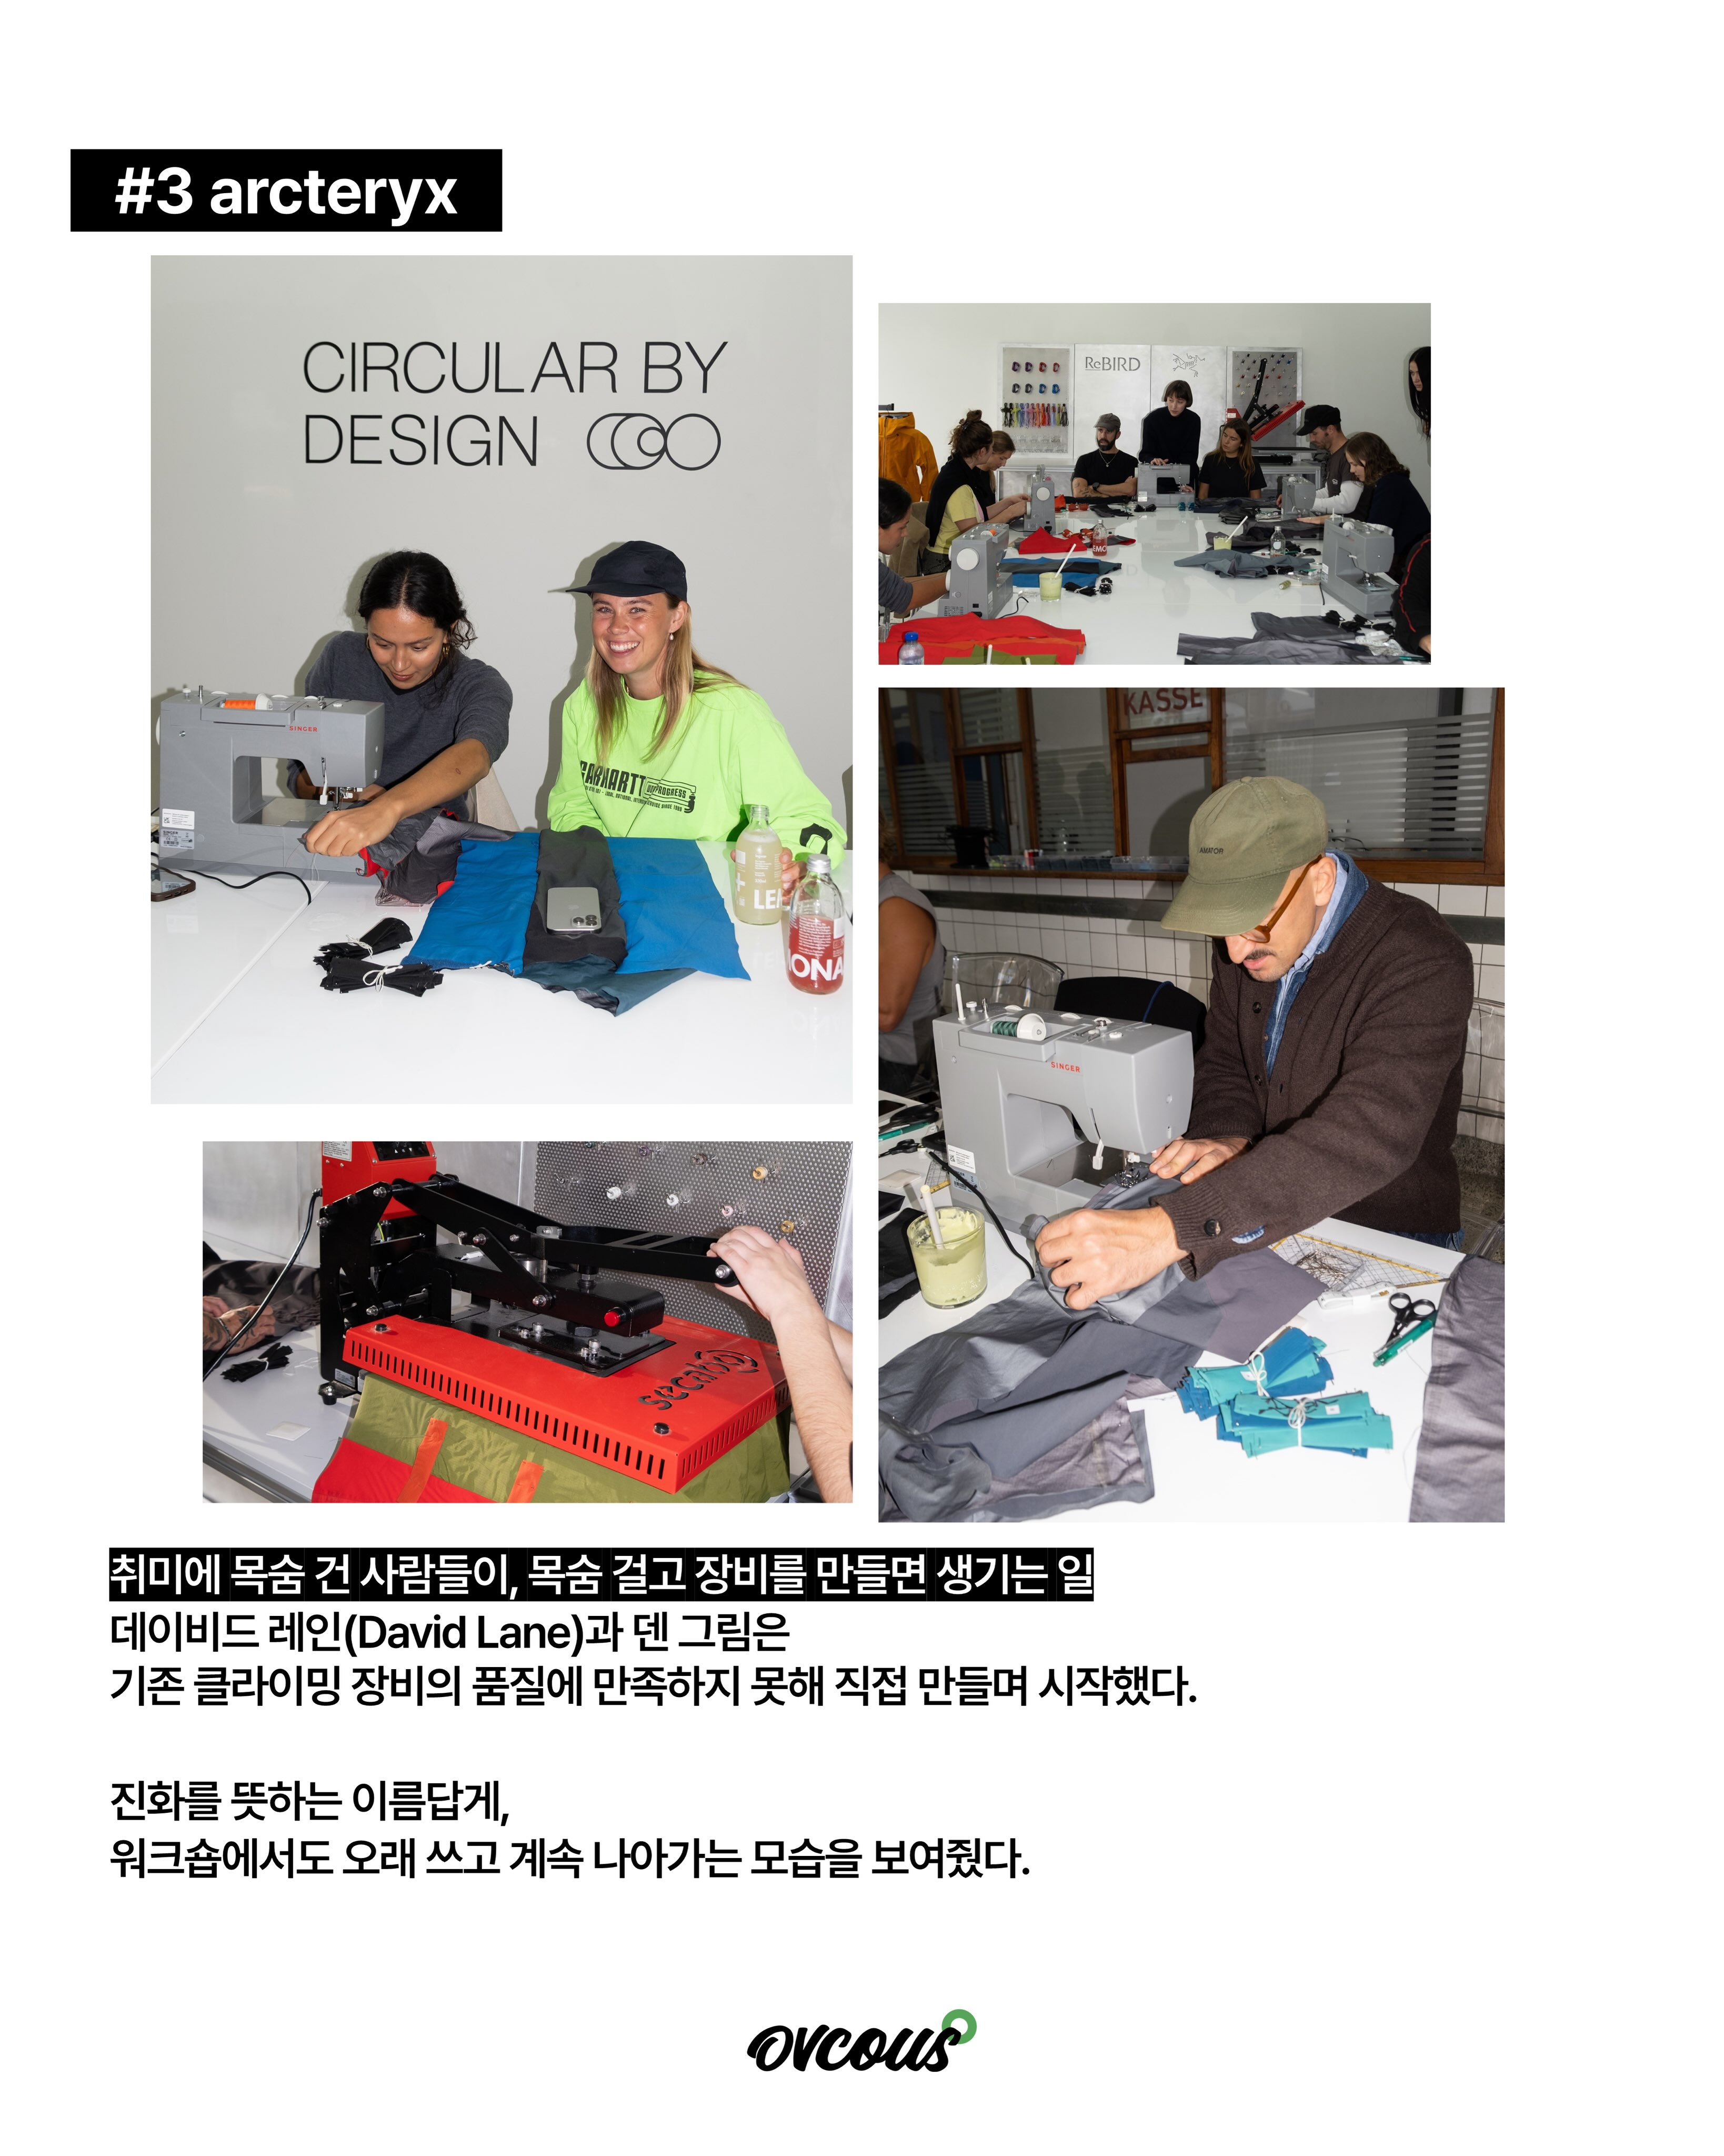 #3 arcteryx
CIRCULAR BY
DESIGN
ReBIRD
SINGER
CARHARTT
LEMO
KASSE
AMATOR
SINGER
secabo
취미에 목숨 건 사람들이, 목숨 걸고 장비를 만들면 생기는 일
데이비드 레인(David Lane)과 덴 그림은
기존 클라이밍 장비의 품질에 만족하지 못해 직접 만들며 시작했다.
진화를 뜻하는 이름답게,
워크숍에서도 오래 쓰고 계속 나아가는 모습을 보여줬다.
ovcous